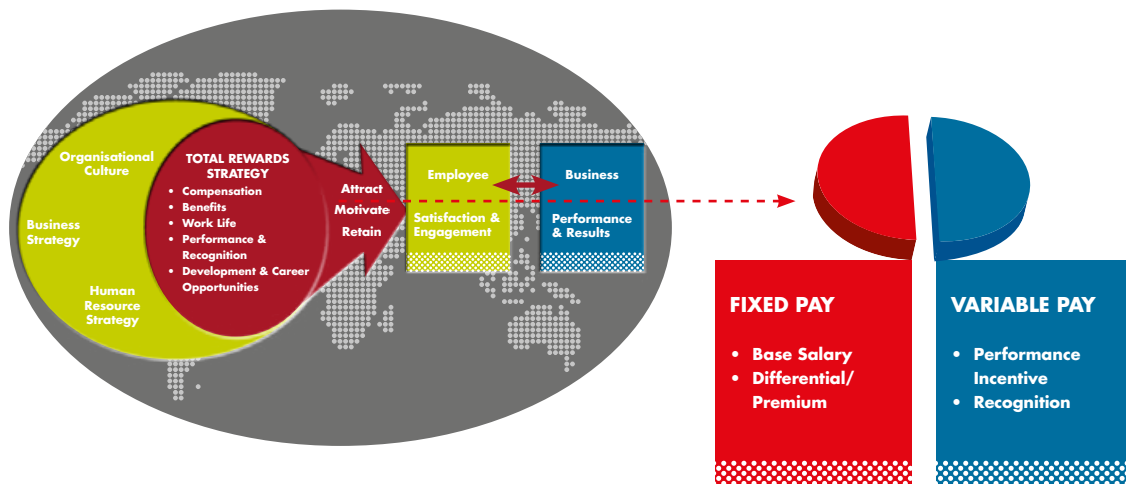 Organisational
Culture
Business
Strategy
Human
Resource
Strategy
TOTAL REWARDS
STRATEGY
• Compensation
• Benefits
• Work Life
• Performance &
Recognition
• Development & Career
Opportunities
Attract
Motivate
Retain
Employee
Satisfaction &
Engagement
Business
Performance
& Results
FIXED PAY
• Base Salary
• Differential/
Premium
VARIABLE PAY
• Performance
Incentive
• Recognition